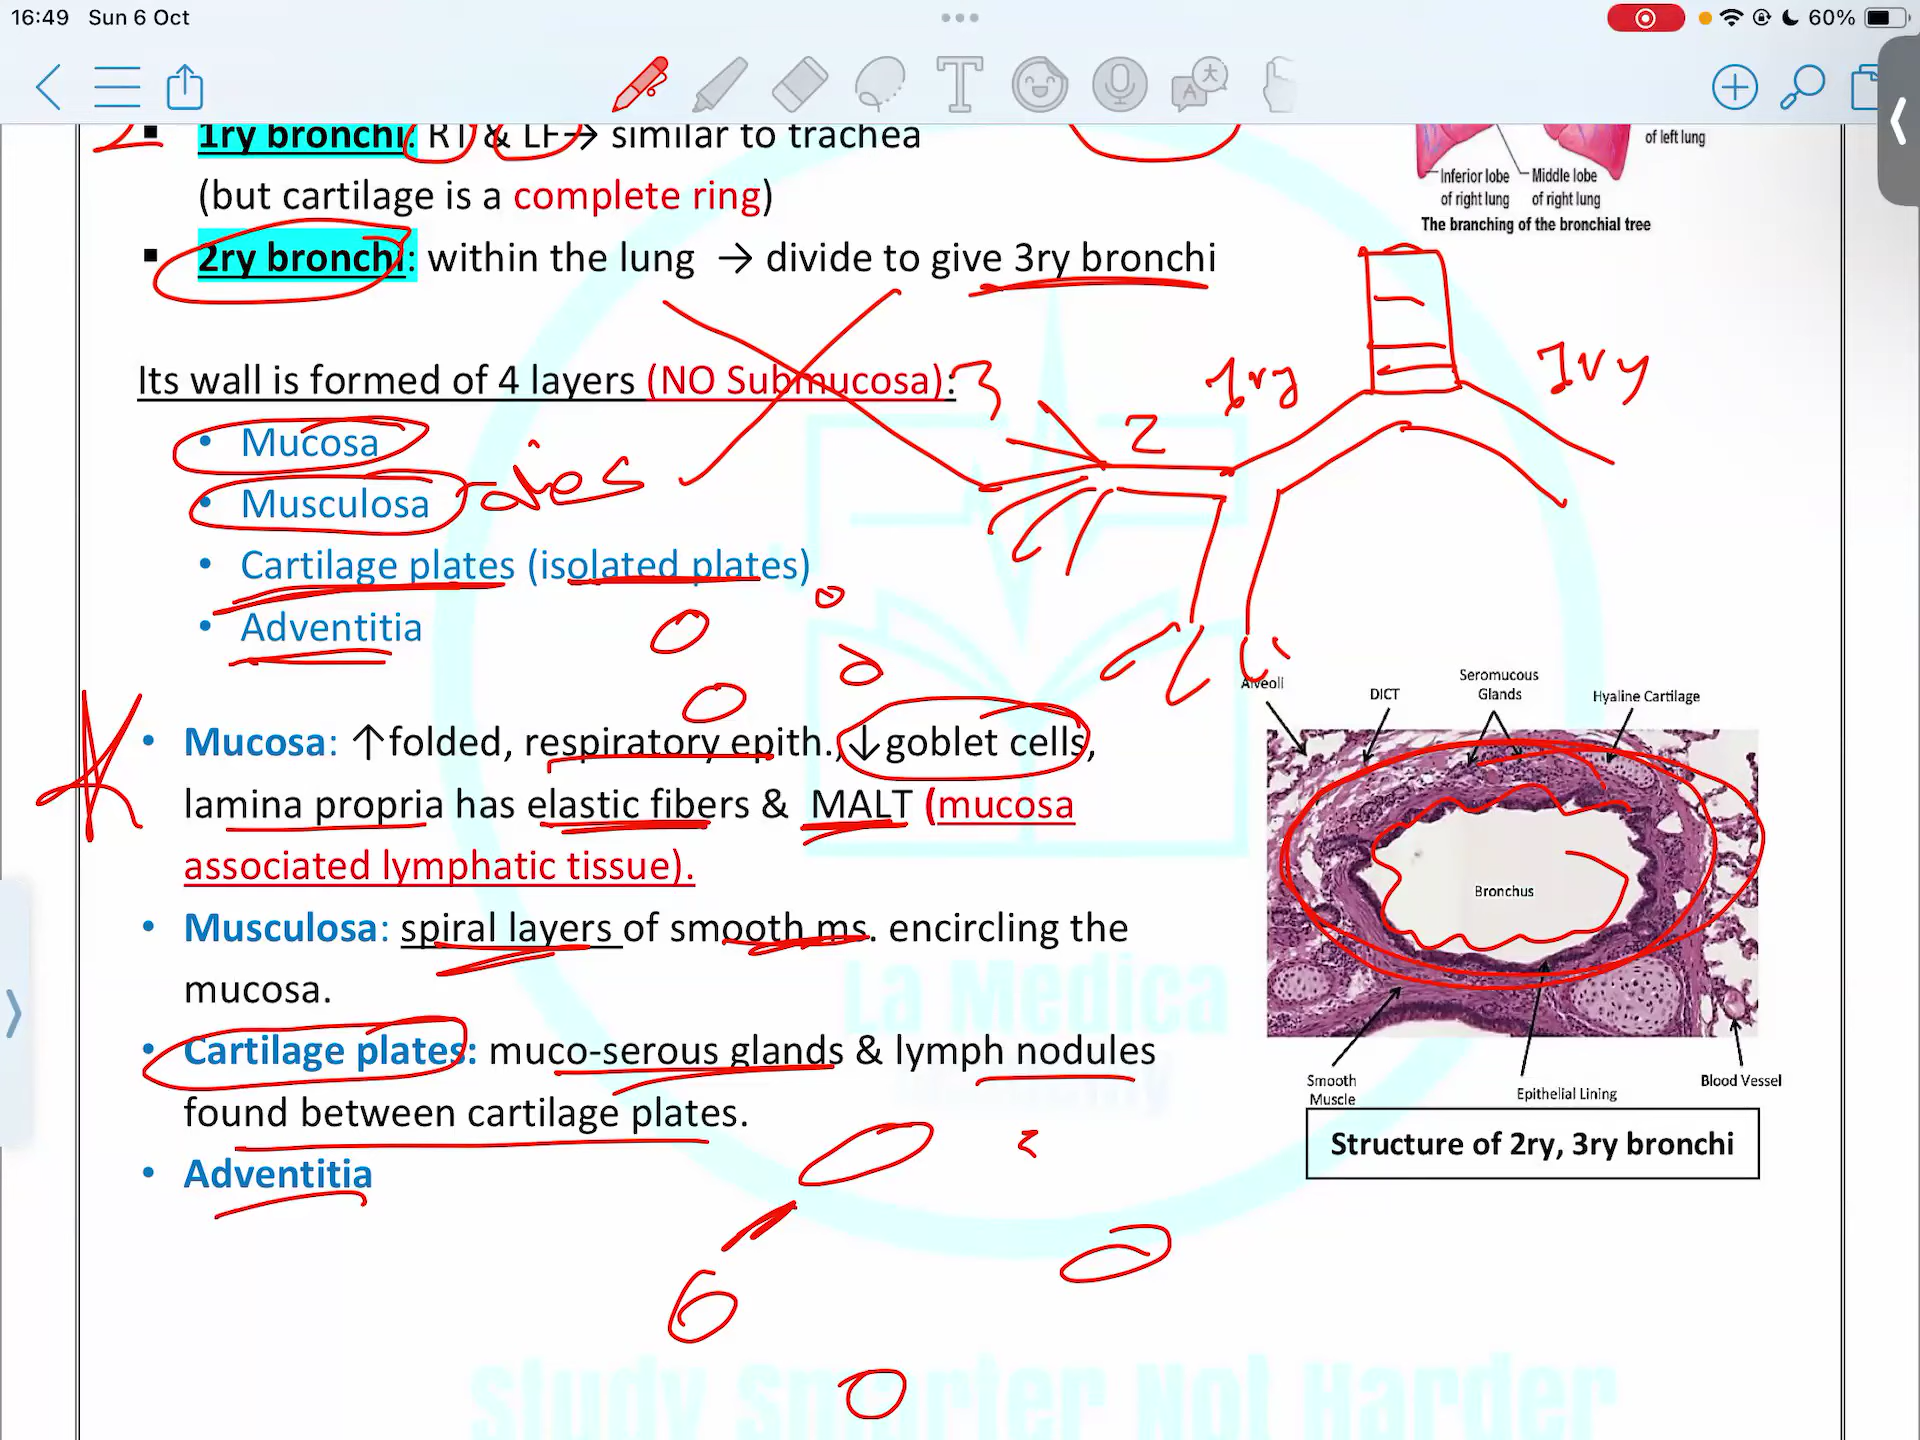 16:49 Sun 6 Oct
60%
1ry bronchi: RT & LF→ similar to trachea
(but cartilage is a complete ring)
2ry bronchi: within the lung → divide to give 3ry bronchi
Its wall is formed of 4 layers (NO Submucosa):
• Mucosa
• Musculosa
• Cartilage plates (isolated plates)
• Adventitia
• Mucosa: ↑folded, respiratory epith., ↓goblet cells,
lamina propria has elastic fibers & MALT (mucosa
associated lymphatic tissue).
• Musculosa: spiral layers of smooth ms. encircling the
mucosa.
• Cartilage plates: muco-serous glands & lymph nodules
found between cartilage plates.
• Adventitia
of left lung
Inferior lobe
of right lung
Middle lobe
of right lung
The branching of the bronchial tree
3
2
1ry
1ry
Alveoli
DICT
Seromucous
Glands
Hyaline Cartilage
Bronchus
Smooth
Muscle
Epithelial Lining
Blood Vessel
Structure of 2ry, 3ry bronchi
La Medica
Study Smarter Not Harder